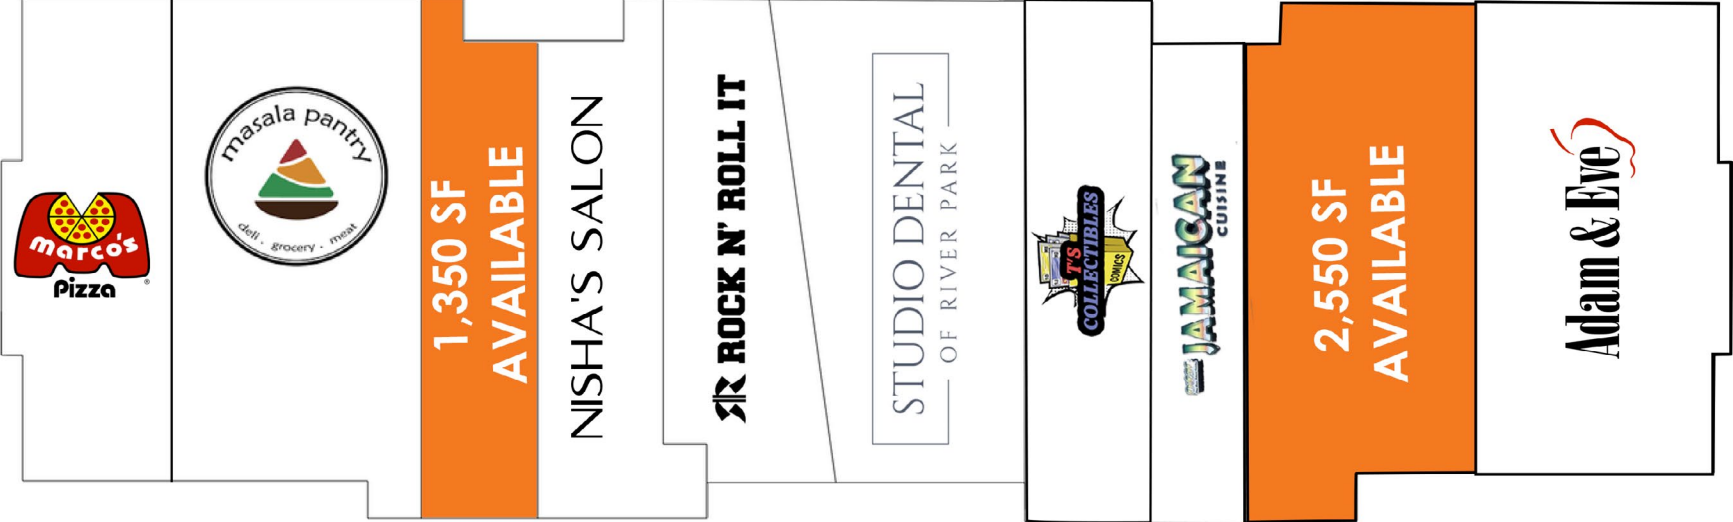 marco's
Pizza
masala pantry
deli . grocery . meat
1,350 SF
AVAILABLE
NISHA'S SALON
ROCK N' ROLL IT
STUDIO DENTAL
OF RIVER PARK
T'S
COLLECTIBLES
COMICS
JAMAICAN
CUISINE
2,550 SF
AVAILABLE
Adam & Eve